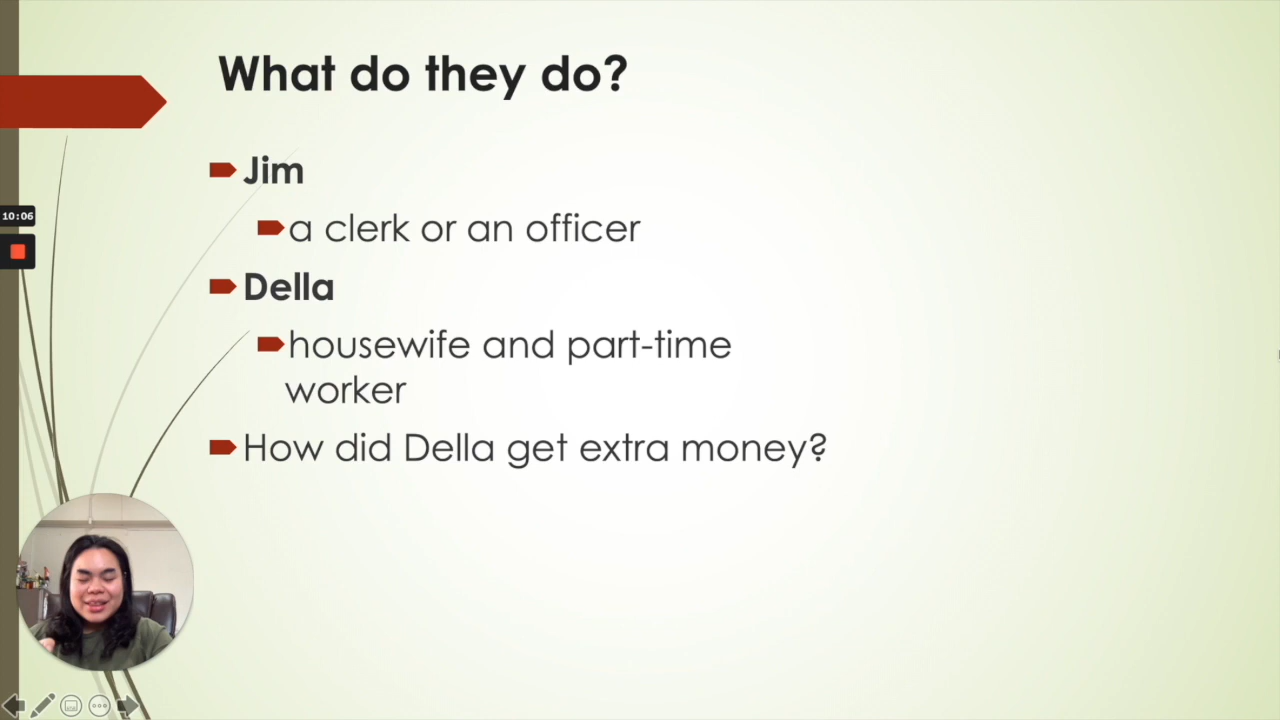 What do they do?
Jim
a clerk or an officer
Della
housewife and part-time
worker
How did Della get extra money?
10:06